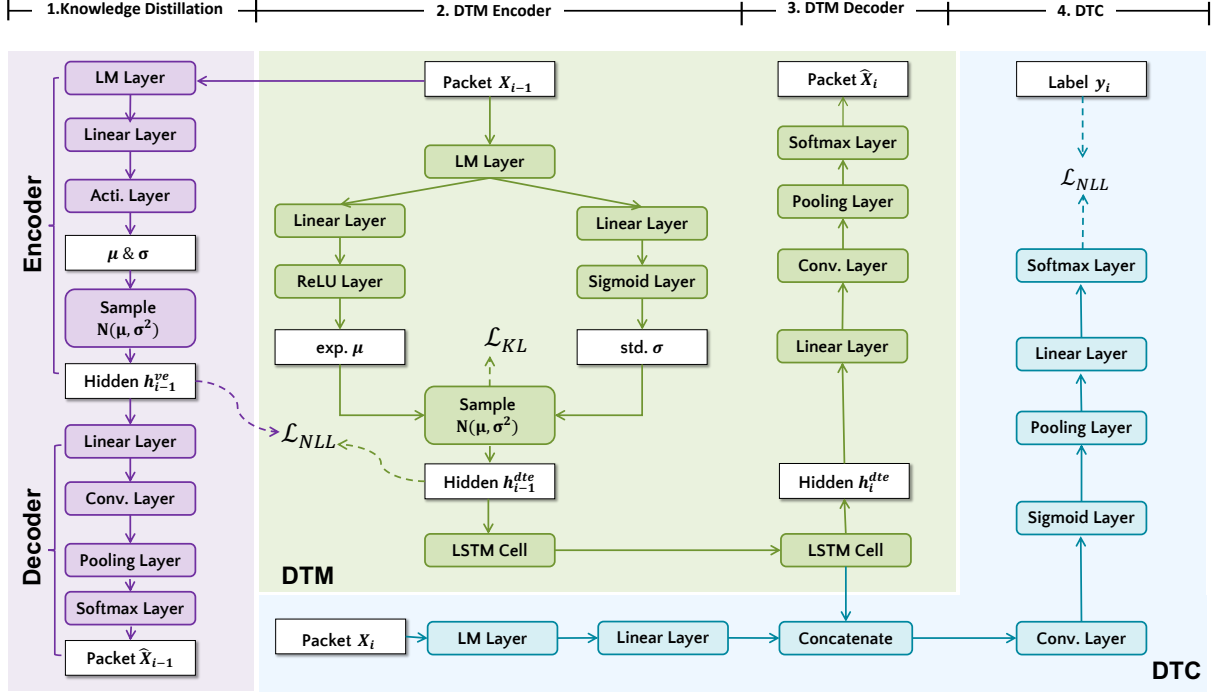 1.Knowledge Distillation
2. DTM Encoder
3. DTM Decoder
4. DTC
Encoder
LM Layer
Linear Layer
Acti. Layer
μ & σ
Sample
N(μ, σ²)
Hidden h_{i−1}^{ve}
Decoder
Linear Layer
Conv. Layer
Pooling Layer
Softmax Layer
Packet X̂_{i−1}
Packet X_{i−1}
LM Layer
Linear Layer
ReLU Layer
exp. μ
Linear Layer
Sigmoid Layer
std. σ
ℒ_{KL}
Sample
N(μ, σ²)
ℒ_{NLL}
Hidden h_{i−1}^{dte}
LSTM Cell
DTM
Packet X̂_i
Softmax Layer
Pooling Layer
Conv. Layer
Linear Layer
Hidden h_i^{dte}
LSTM Cell
Label y_i
ℒ_{NLL}
Softmax Layer
Linear Layer
Pooling Layer
Sigmoid Layer
Packet X_i
LM Layer
Linear Layer
Concatenate
Conv. Layer
DTC